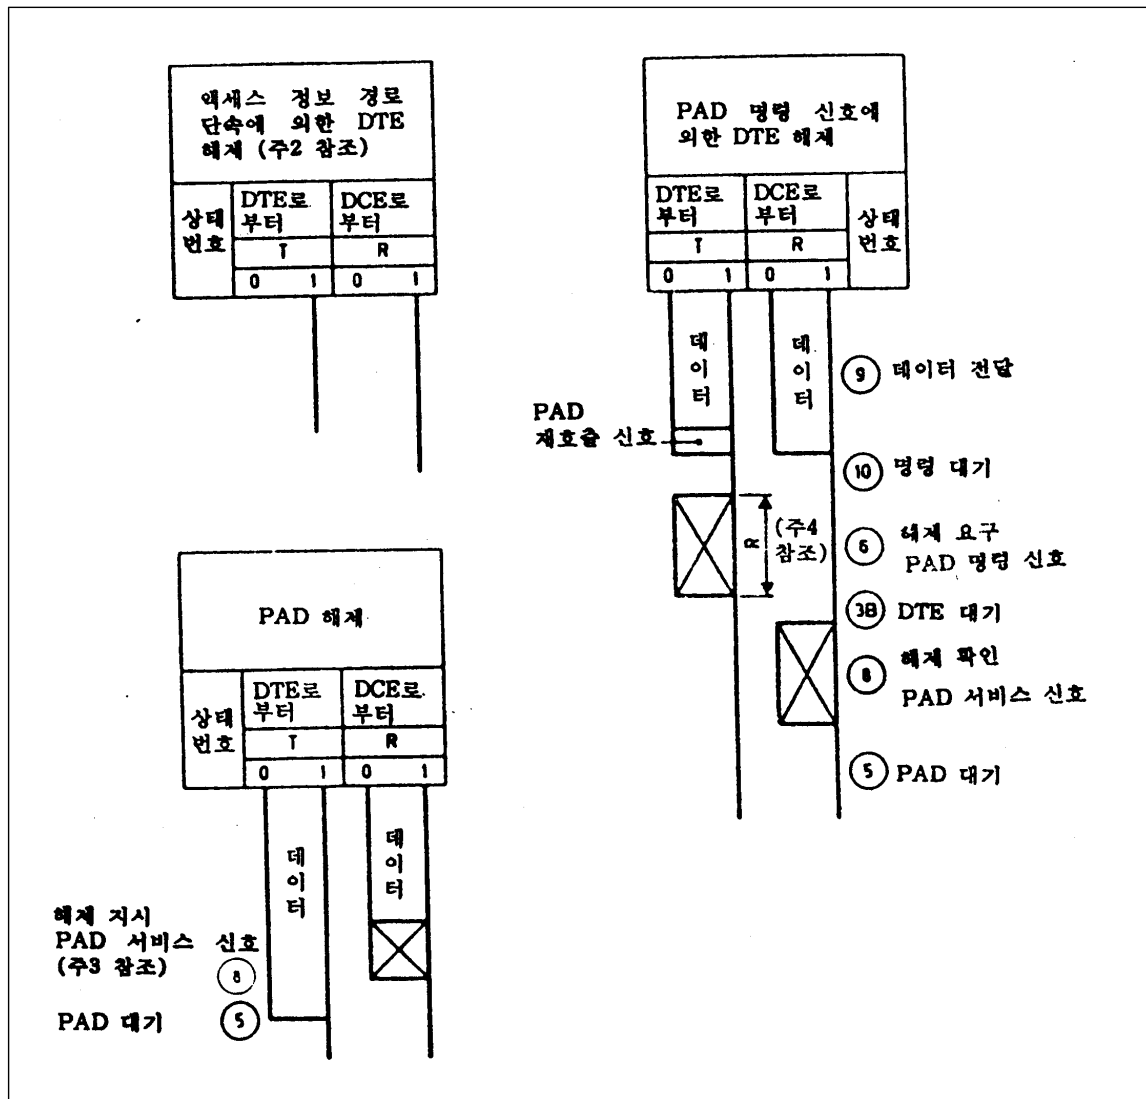 액세스 정보 경로
단속에 의한 DTE
해제 (주2 참조)
상태
번호
DTE로
부터
DCE로
부터
T
R
0 1
0 1
PAD 명령 신호에
의한 DTE 해제
DTE로
부터
DCE로
부터
상태
번호
T
R
0 1
0 1
데이터
데이터
9 데이터 전달
PAD
재호출 신호
10 명령 대기
R
(주4
참조)
6 해제 요구
PAD 명령 신호
3B DTE 대기
8 해제 확인
PAD 서비스 신호
5 PAD 대기
PAD 해제
상태
번호
DTE로
부터
DCE로
부터
T
R
0 1
0 1
데이터
데이터
해제 지시
PAD 서비스 신호
(주3 참조)
8
PAD 대기 5